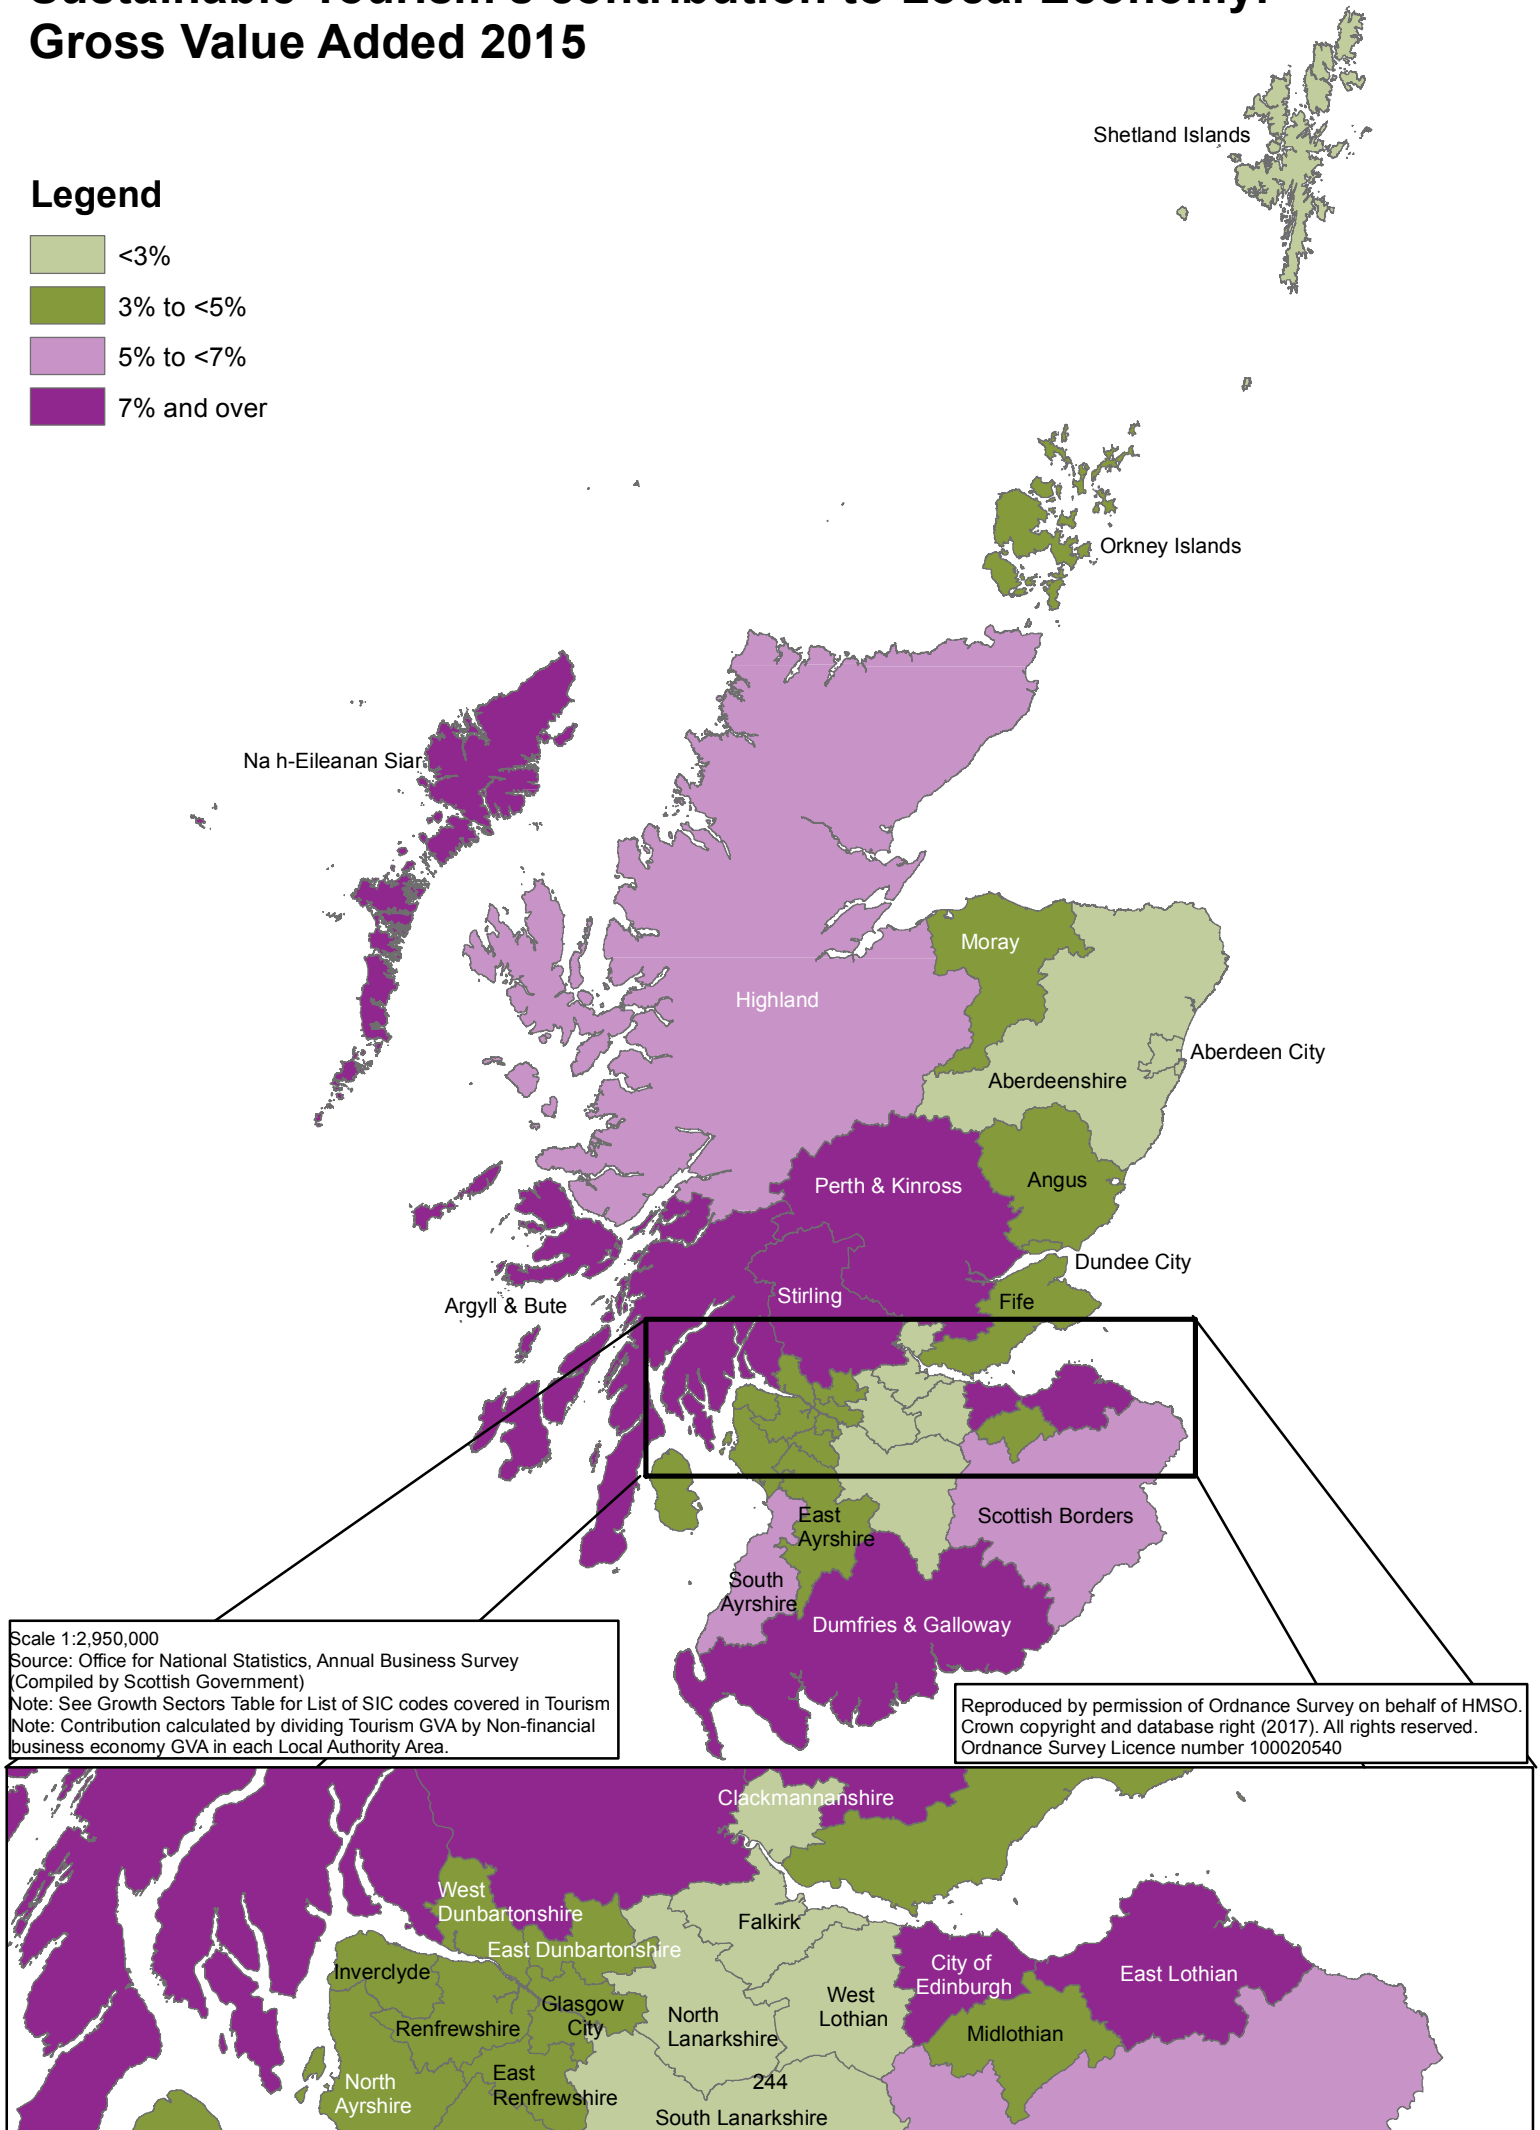 Sustainable Tourism's contribution to Local Economy:
Gross Value Added 2015
Shetland Islands
Legend
<3%
3% to <5%
5% to <7%
7% and over
Orkney Islands
Na h-Eileanan Siar
Moray
Highland
Aberdeen City
Aberdeenshire
Perth & Kinross
Angus
Dundee City
Stirling
Fife
Argyll & Bute
East
Ayrshire
Scottish Borders
South
Ayrshire
Dumfries & Galloway
Scale 1:2,950,000
Source: Office for National Statistics, Annual Business Survey
(Compiled by Scottish Government)
Note: See Growth Sectors Table for List of SIC codes covered in Tourism
Note: Contribution calculated by dividing Tourism GVA by Non-financial
business economy GVA in each Local Authority Area.
Reproduced by permission of Ordnance Survey on behalf of HMSO.
Crown copyright and database right (2017). All rights reserved.
Ordnance Survey Licence number 100020540
Clackmannanshire
West
Dunbartonshire
Falkirk
East Dunbartonshire
Inverclyde
City of
Edinburgh
East Lothian
Glasgow
City
West
Lothian
North
Lanarkshire
Renfrewshire
Midlothian
East
Renfrewshire
North
Ayrshire
244
South Lanarkshire